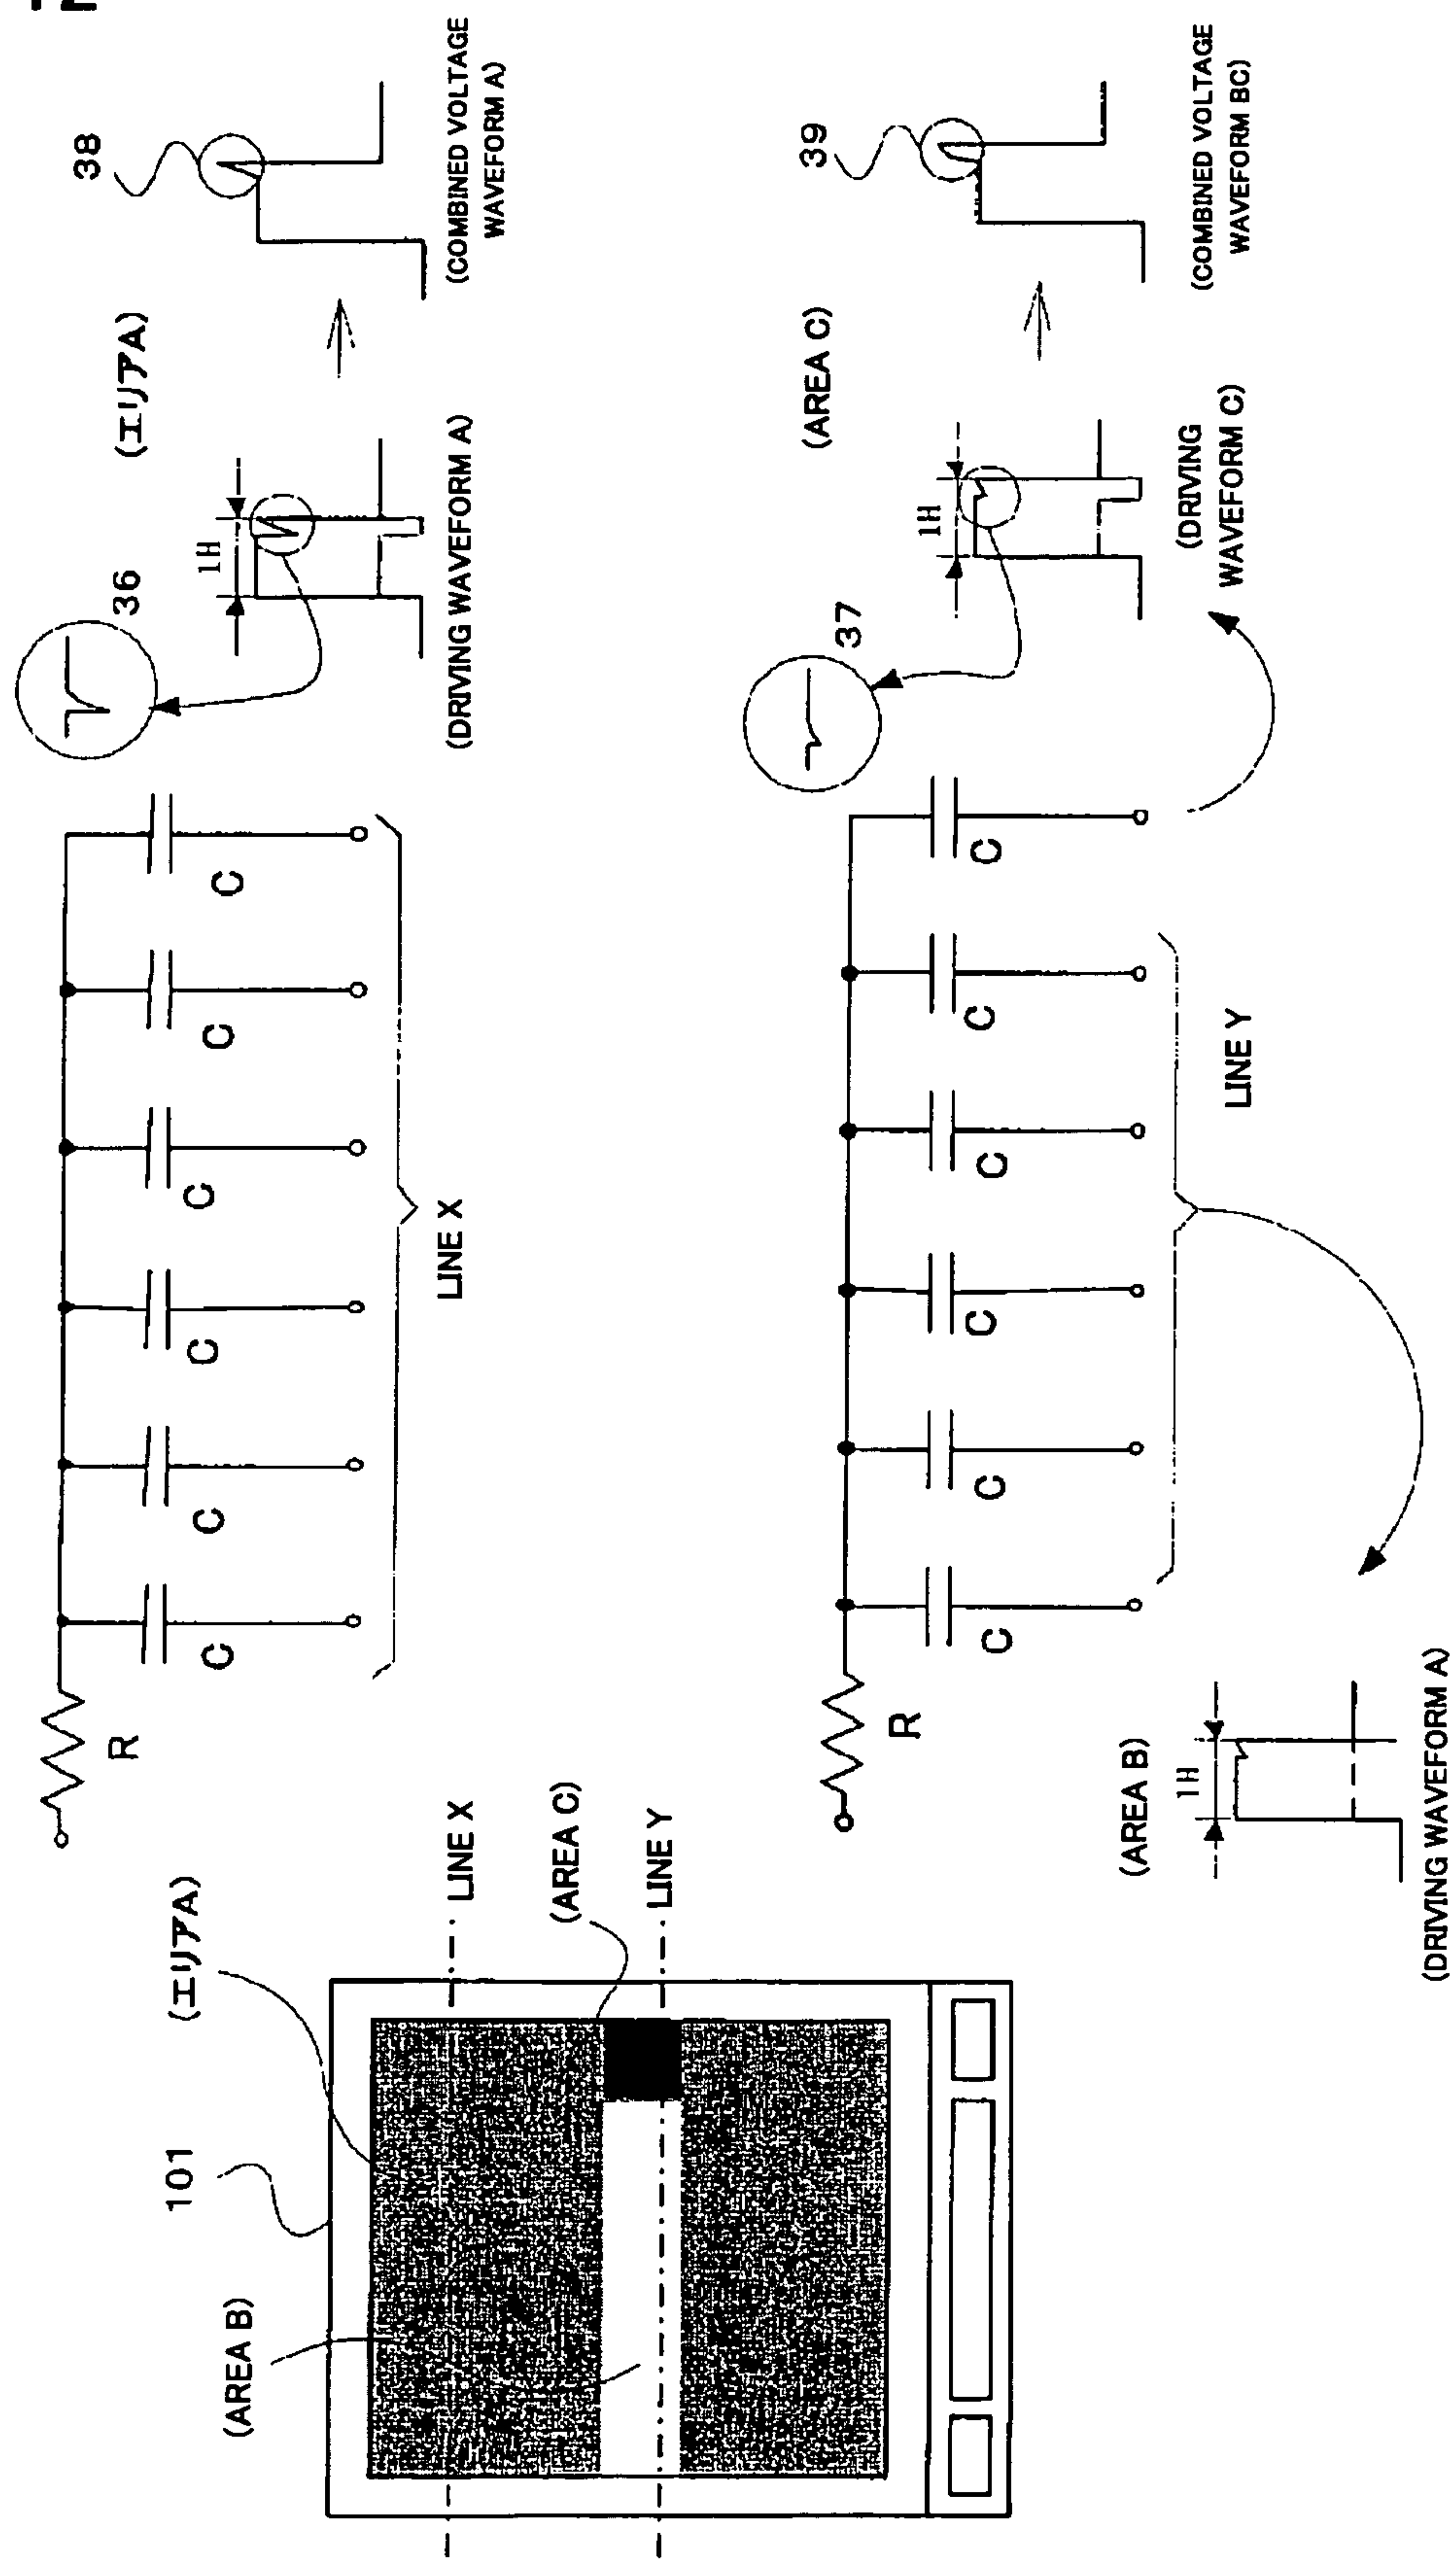 101
(エリアA)
(AREA B)
LINE X
(AREA C)
LINE Y
R
C
C
C
C
C
C
LINE X
36
1H
(エリアA)
(DRIVING WAVEFORM A)
38
(COMBINED VOLTAGE
WAVEFORM A)
R
C
C
C
C
C
C
LINE Y
(AREA B)
1H
(DRIVING WAVEFORM A)
37
1H
(AREA C)
(DRIVING
WAVEFORM C)
39
(COMBINED VOLTAGE
WAVEFORM BC)